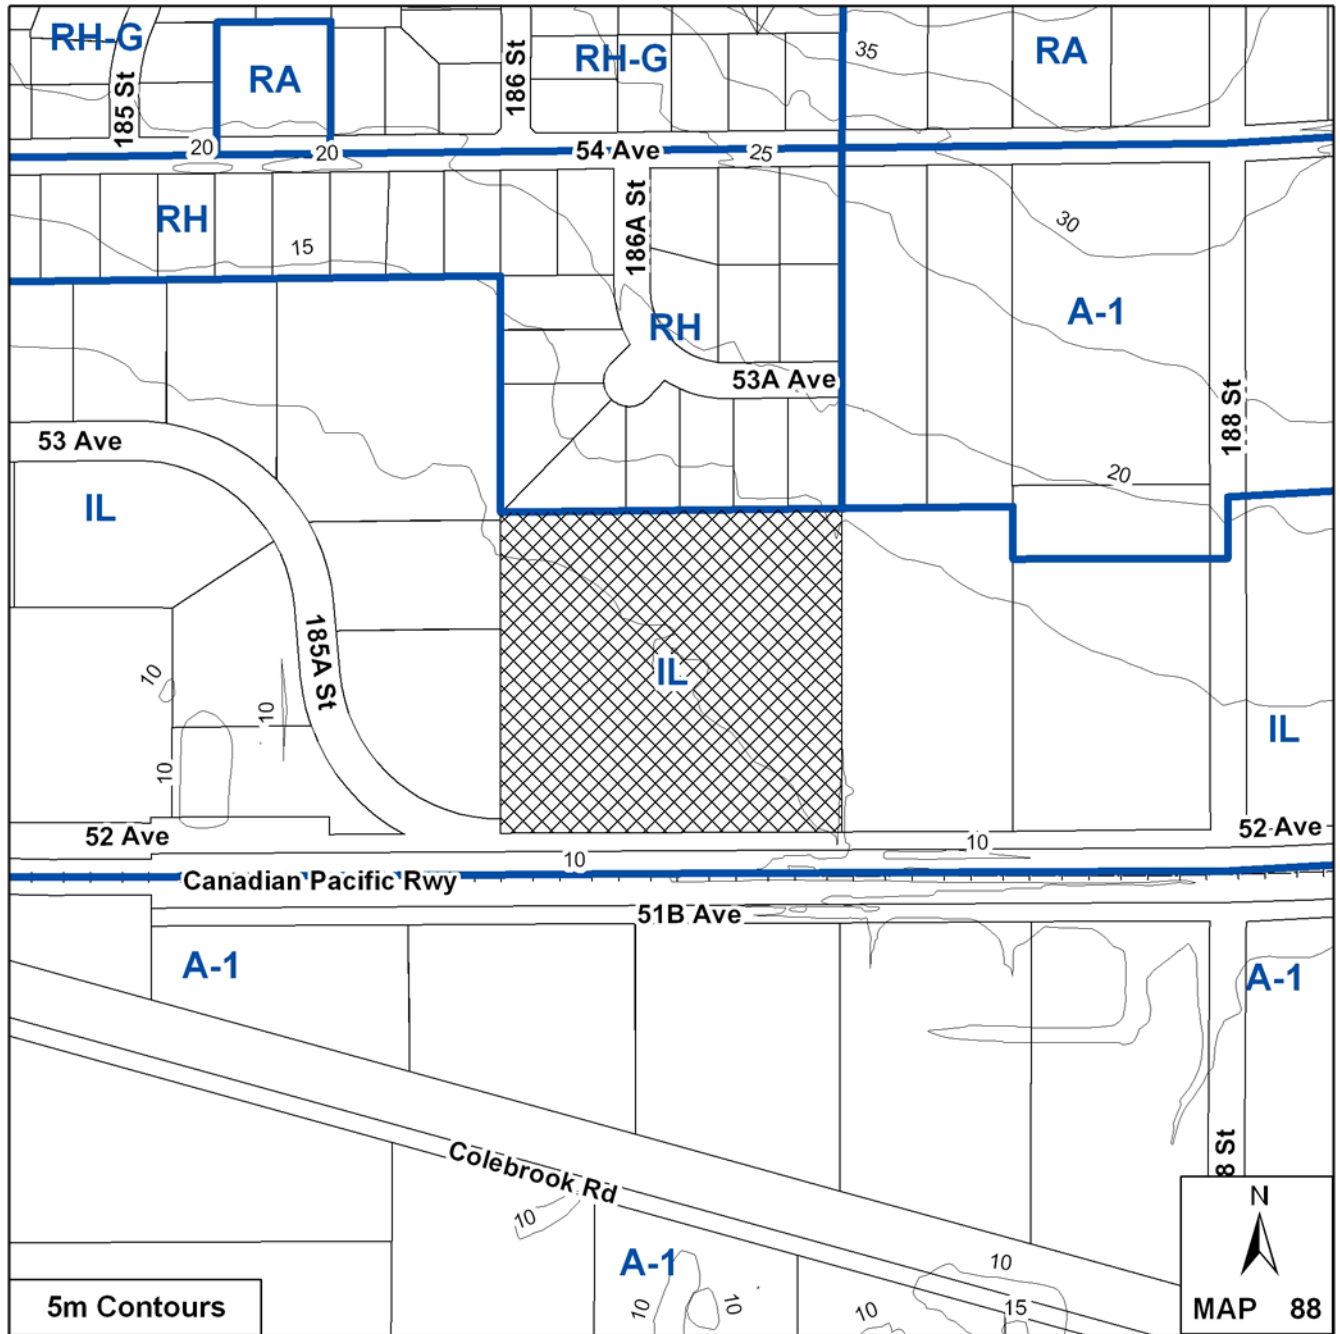 RH-G
185 St
RA
186 St
RH-G
35
RA
20
20
54 Ave
25
RH
15
186A St
30
A-1
RH
53A Ave
188 St
53 Ave
20
IL
185A St
IL
10
10
10
IL
52 Ave
10
10
52 Ave
Canadian Pacific Rwy
51B Ave
A-1
A-1
Colebrook Rd
8 St
10
A-1
10
10
10
10
15
N
5m Contours
MAP 88